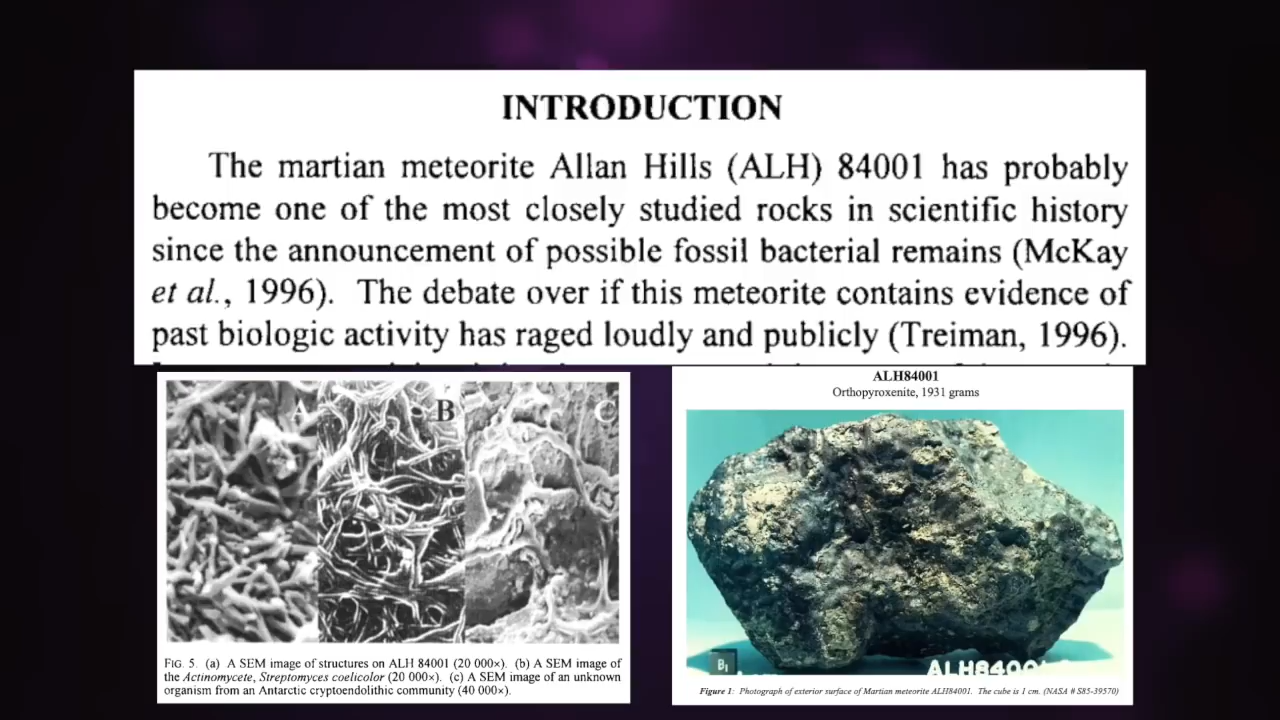 INTRODUCTION
The martian meteorite Allan Hills (ALH) 84001 has probably
become one of the most closely studied rocks in scientific history
since the announcement of possible fossil bacterial remains (McKay
et al., 1996). The debate over if this meteorite contains evidence of
past biologic activity has raged loudly and publicly (Treiman, 1996).
A B C
FIG. 5. (a) A SEM image of structures on ALH 84001 (20 000×). (b) A SEM image of
the Actinomycete, Streptomyces coelicolor (20 000×). (c) A SEM image of an unknown
organism from an Antarctic cryptoendolithic community (40 000×).
ALH84001
Orthopyroxenite, 1931 grams
B1
ALH84001
Figure 1: Photograph of exterior surface of Martian meteorite ALH84001. The cube is 1 cm. (NASA # S85-39570)